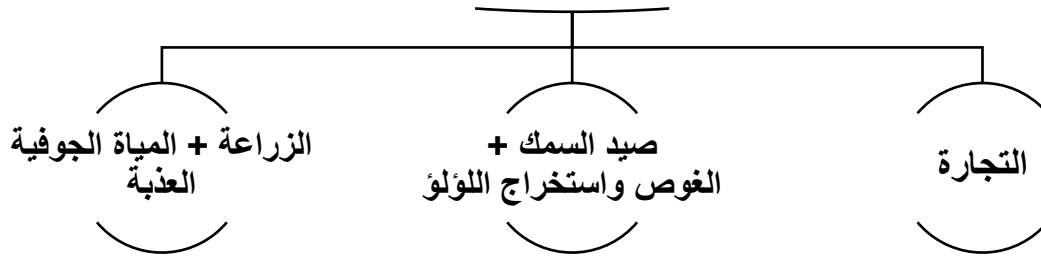 التجارة
صيد السمك +
الغوص واستخراج اللؤلؤ
الزراعة + المياة الجوفية
العذبة